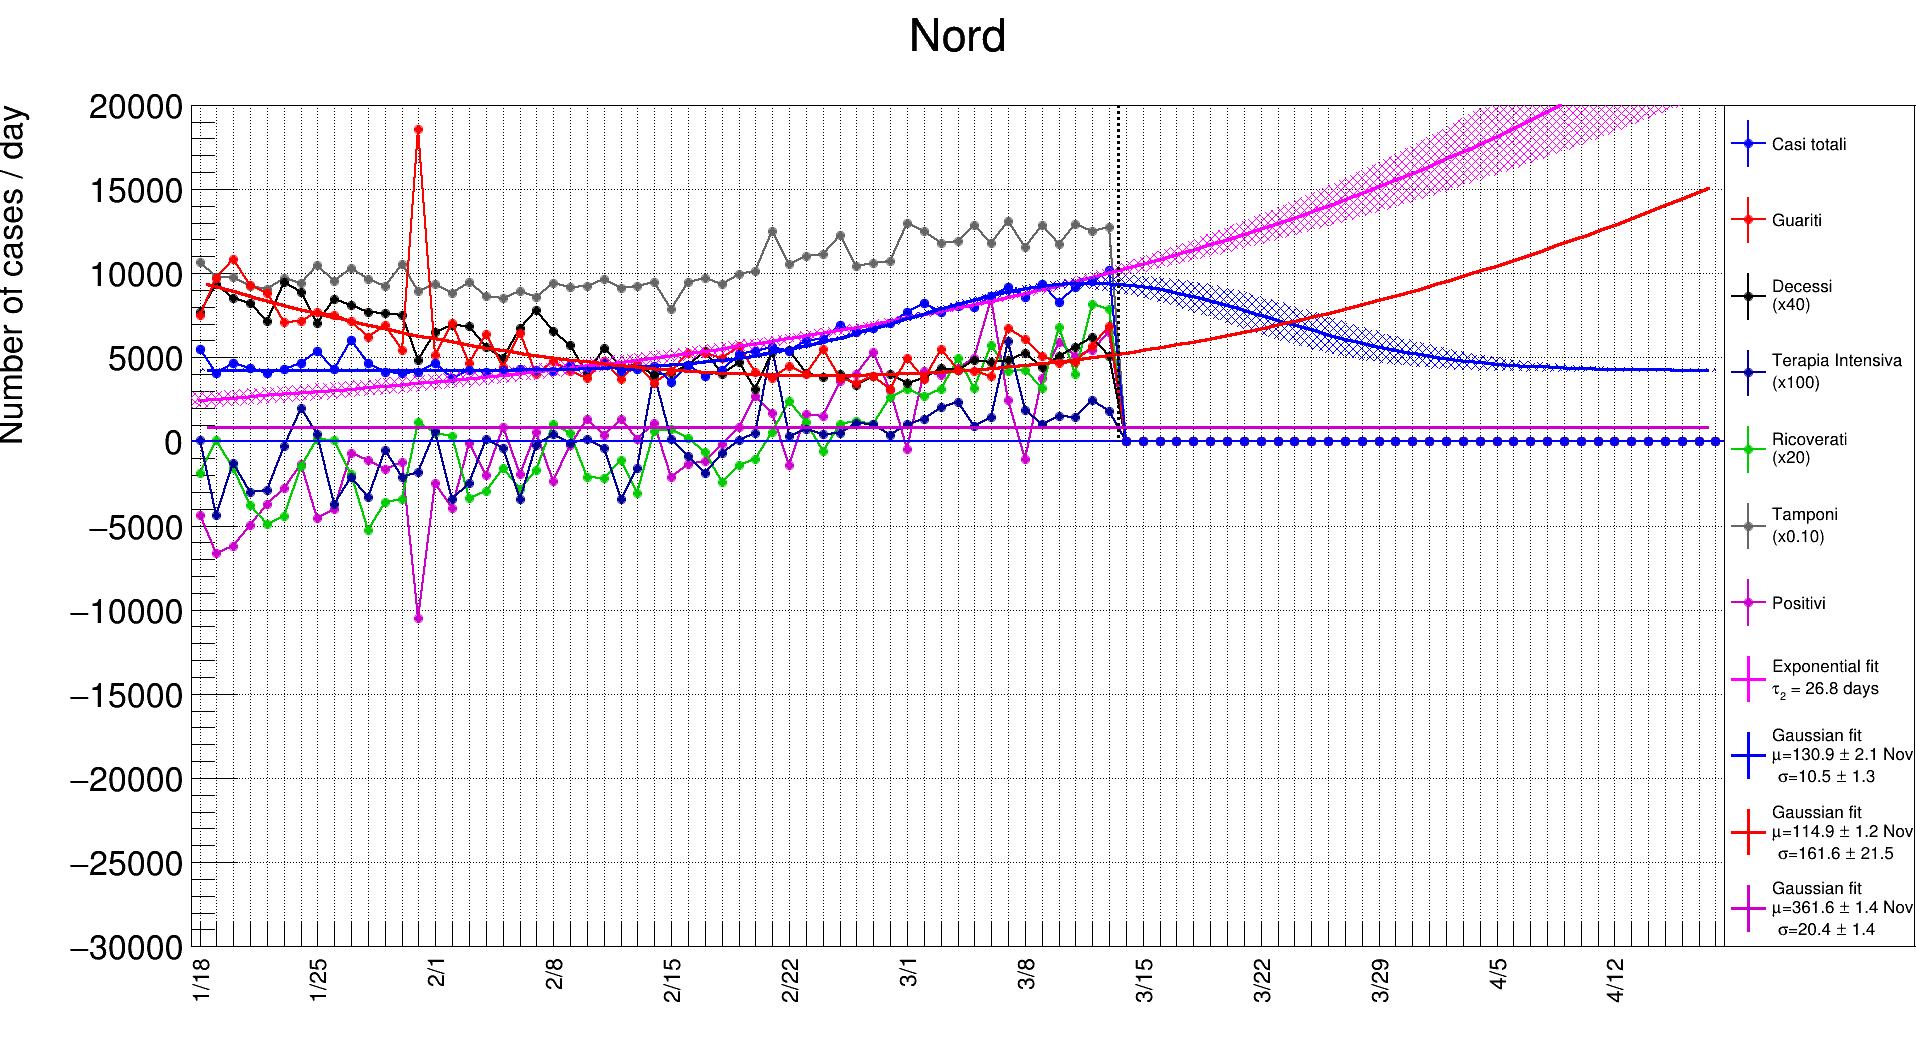 Nord
Number of cases / day
20000
15000
10000
5000
0
−5000
−10000
−15000
−20000
−25000
−30000
1/18
1/25
2/1
2/8
2/15
2/22
3/1
3/8
3/15
3/22
3/29
4/5
4/12
Casi totali
Guariti
Decessi
(x40)
Terapia Intensiva
(x100)
Ricoverati
(x20)
Tamponi
(x0.10)
Positivi
Exponential fit
τ2 = 26.8 days
Gaussian fit
μ=130.9 ± 2.1 Nov
σ=10.5 ± 1.3
Gaussian fit
μ=114.9 ± 1.2 Nov
σ=161.6 ± 21.5
Gaussian fit
μ=361.6 ± 1.4 Nov
σ=20.4 ± 1.4